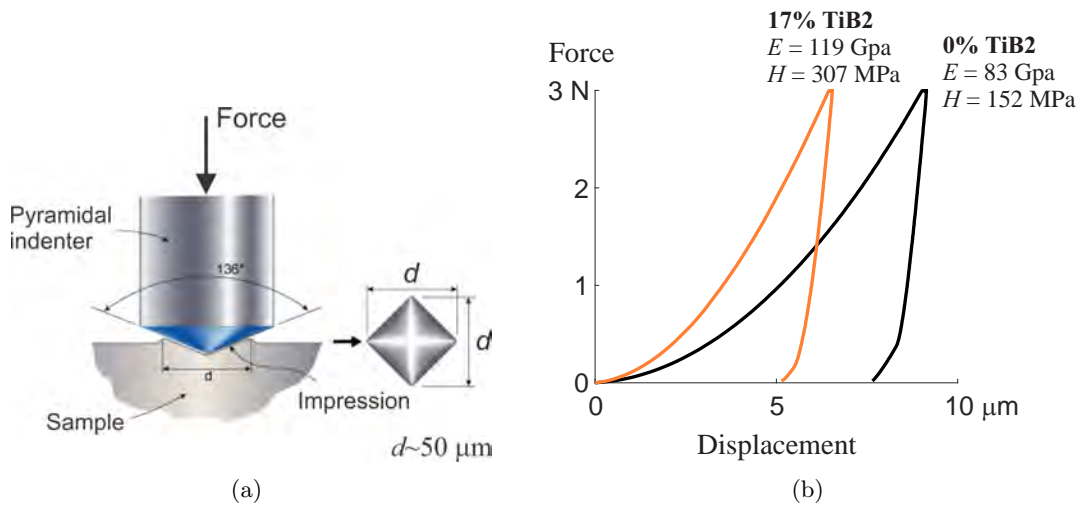 Force
Pyramidal
indenter
136°
d
d
d
Impression
Sample
d~50 μm
(a)
17% TiB2
E = 119 Gpa
H = 307 MPa
0% TiB2
E = 83 Gpa
H = 152 MPa
Force
3 N
2
1
0
0
5
10 μm
Displacement
(b)